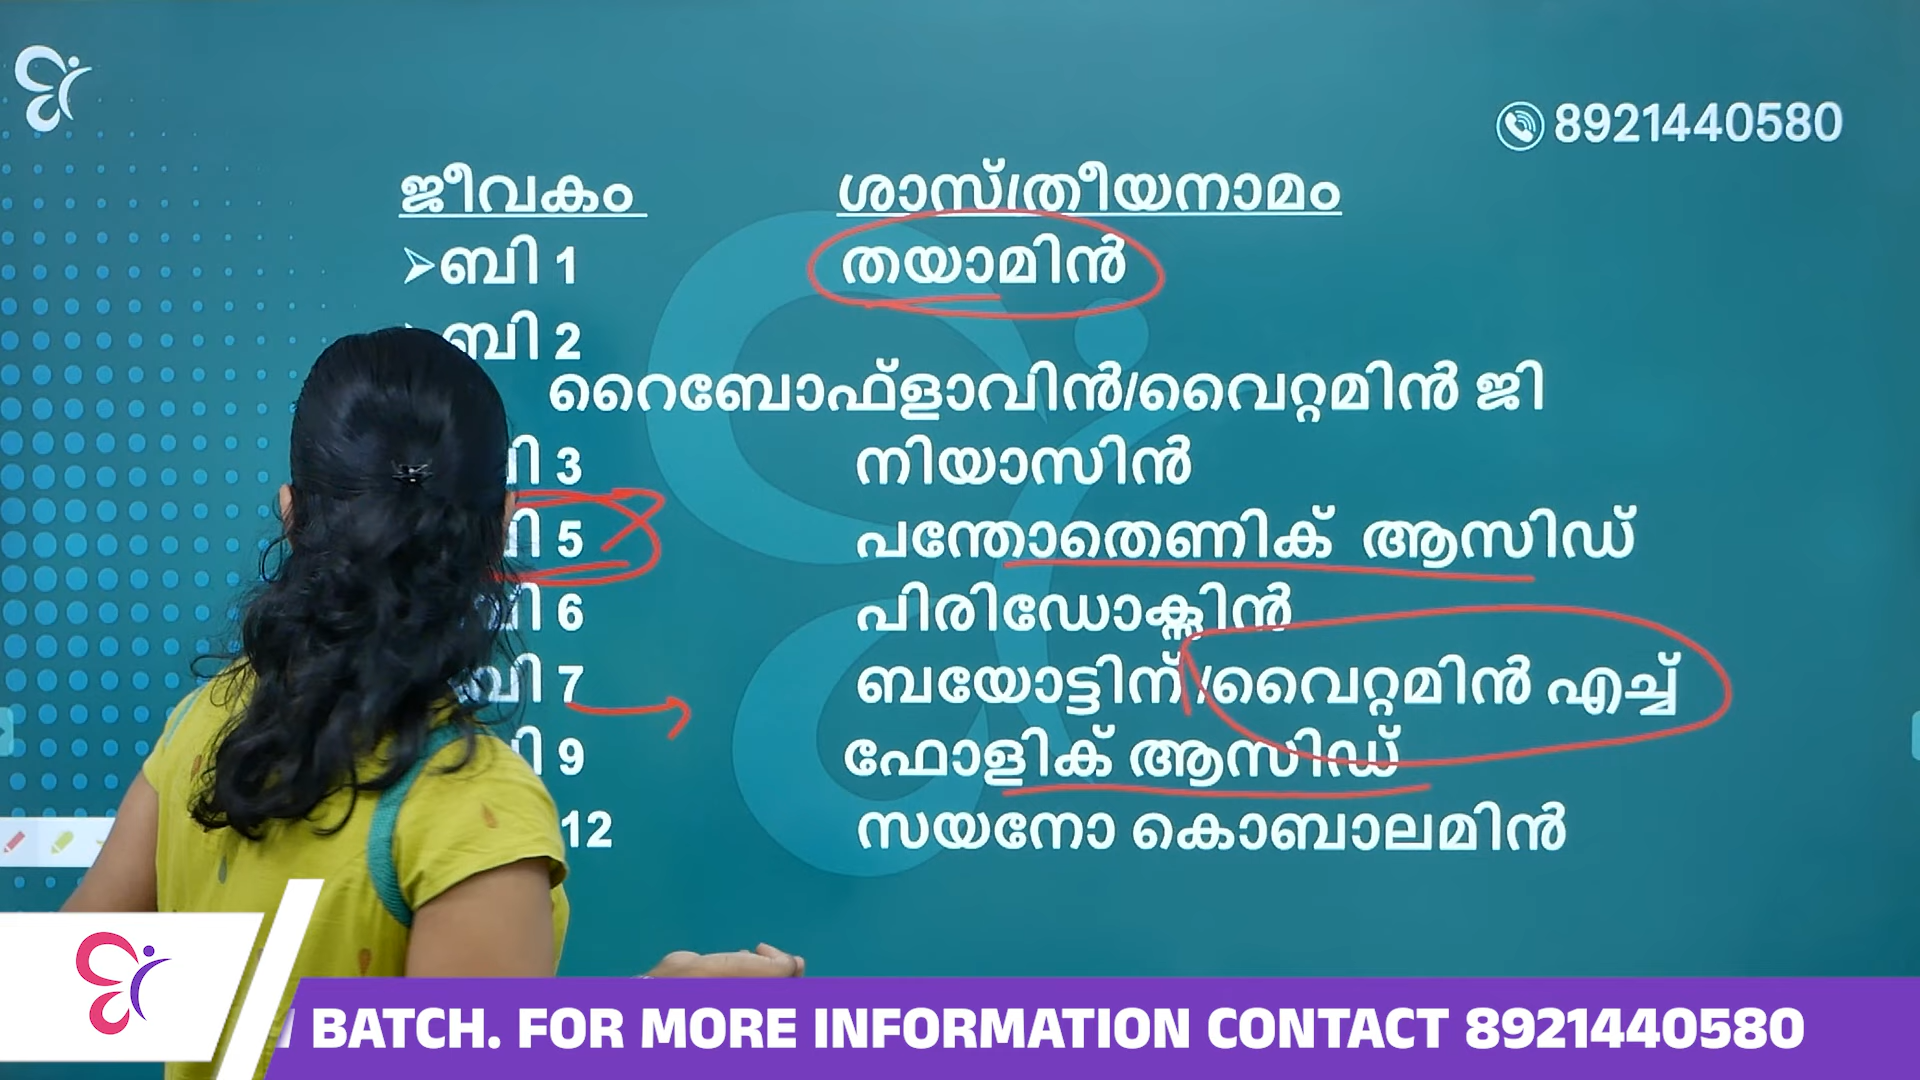 8921440580
ജീവകം ശാസ്ത്രീയനാമം
ബി 1 തയാമിൻ
ബി 2
റൈബോഫ്ളാവിൻ/വൈറ്റമിൻ ജി
3 നിയാസിൻ
5 പന്തോതെണിക് ആസിഡ്
6 പിരിഡോക്സിൻ
ബി 7 ബയോട്ടിന്/വൈറ്റമിൻ എച്ച്
9 ഫോളിക് ആസിഡ്
12 സയനോ കൊബാലമിൻ
BATCH. FOR MORE INFORMATION CONTACT 8921440580